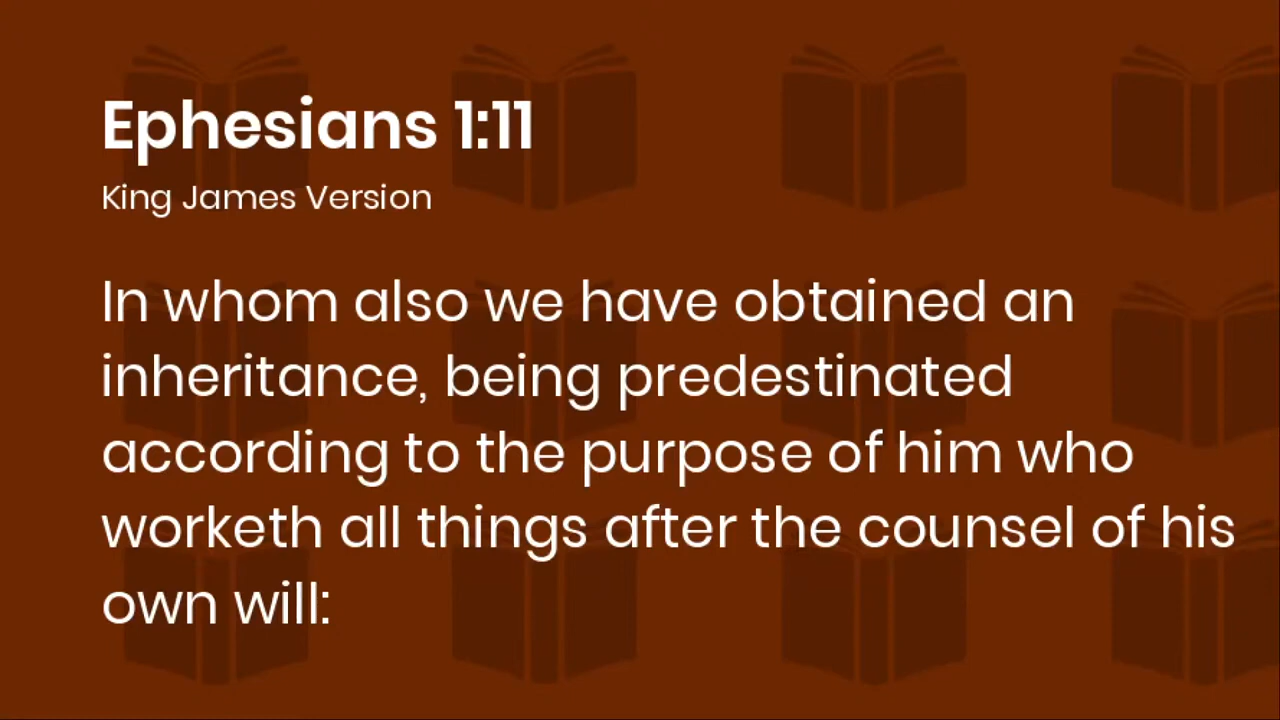 Ephesians 1:11
King James Version
In whom also we have obtained an
inheritance, being predestinated
according to the purpose of him who
worketh all things after the counsel of his
own will: